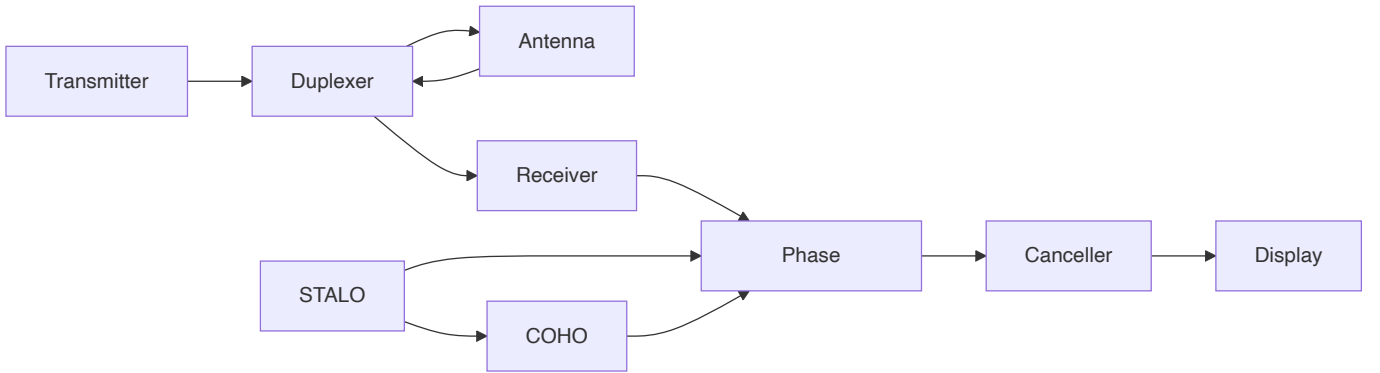 Antenna
Transmitter
Duplexer
Receiver
Phase
Canceller
Display
STALO
COHO